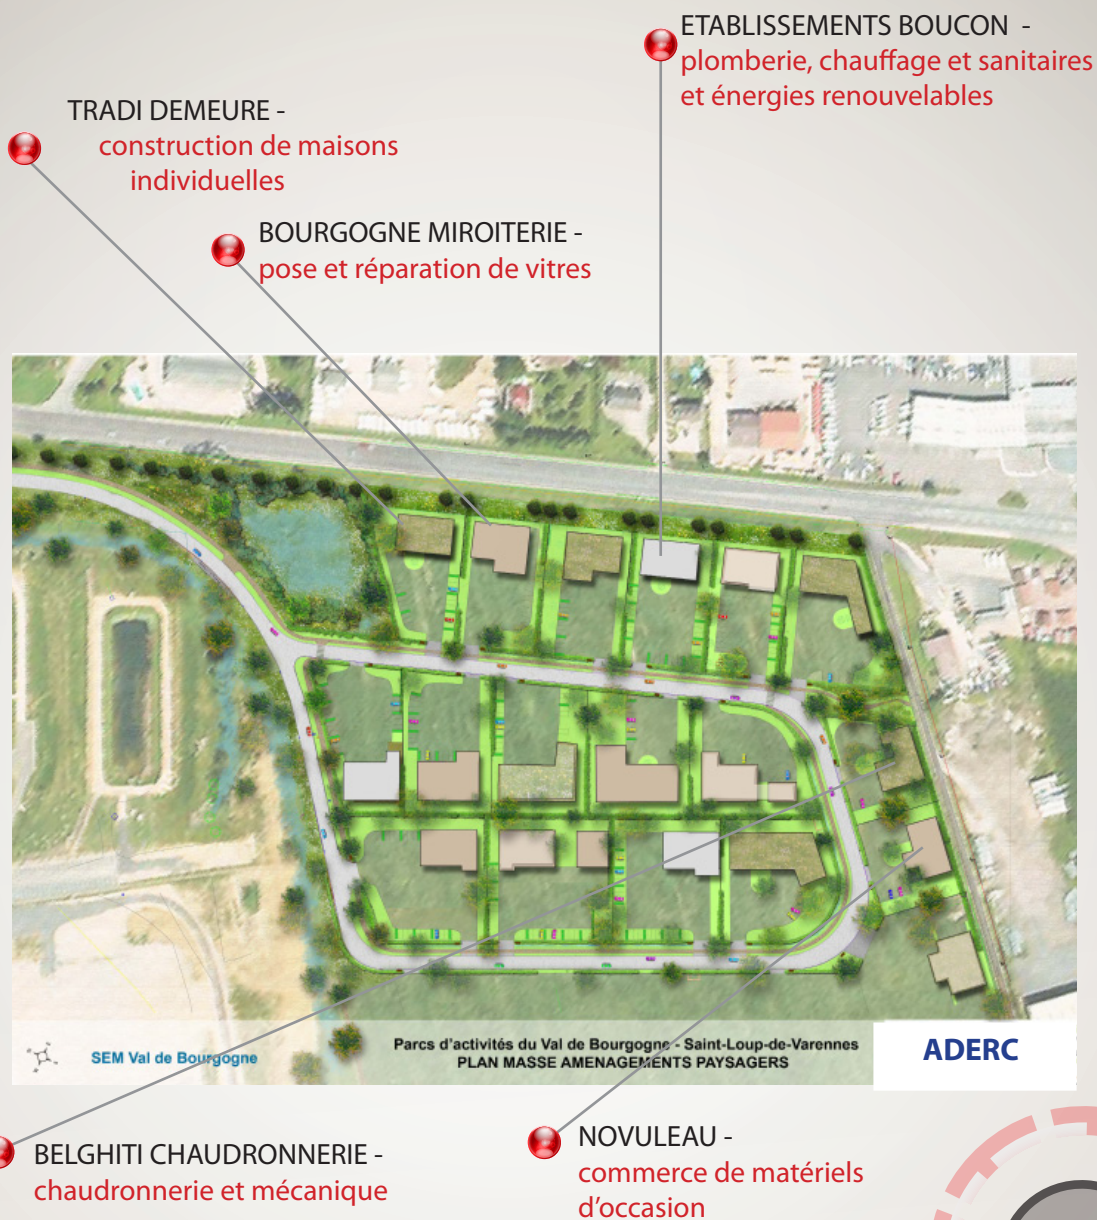 ETABLISSEMENTS BOUCON -
plomberie, chauffage et sanitaires
et énergies renouvelables
TRADI DEMEURE -
construction de maisons
individuelles
BOURGOGNE MIROITERIE -
pose et réparation de vitres
SEM Val de Bourgogne
Parcs d'activités du Val de Bourgogne - Saint-Loup-de-Varennes
PLAN MASSE AMENAGEMENTS PAYSAGERS
ADERC
BELGHITI CHAUDRONNERIE -
chaudronnerie et mécanique
NOVULEAU -
commerce de matériels
d'occasion